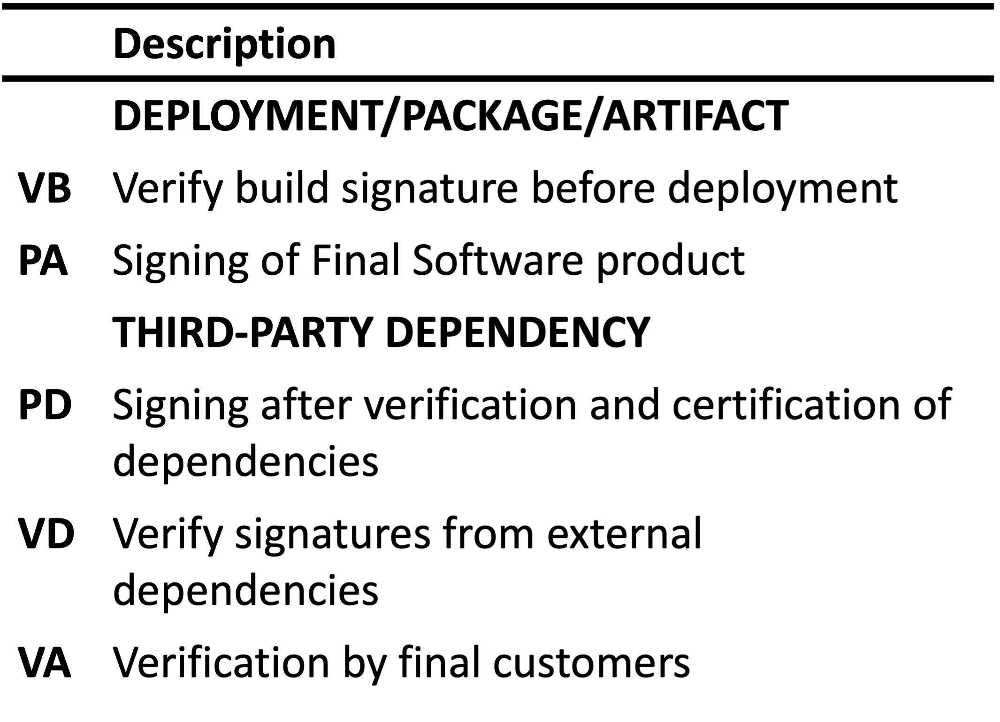 Description
DEPLOYMENT/PACKAGE/ARTIFACT
VB Verify build signature before deployment
PA Signing of Final Software product
THIRD-PARTY DEPENDENCY
PD Signing after verification and certification of
dependencies
VD Verify signatures from external
dependencies
VA Verification by final customers